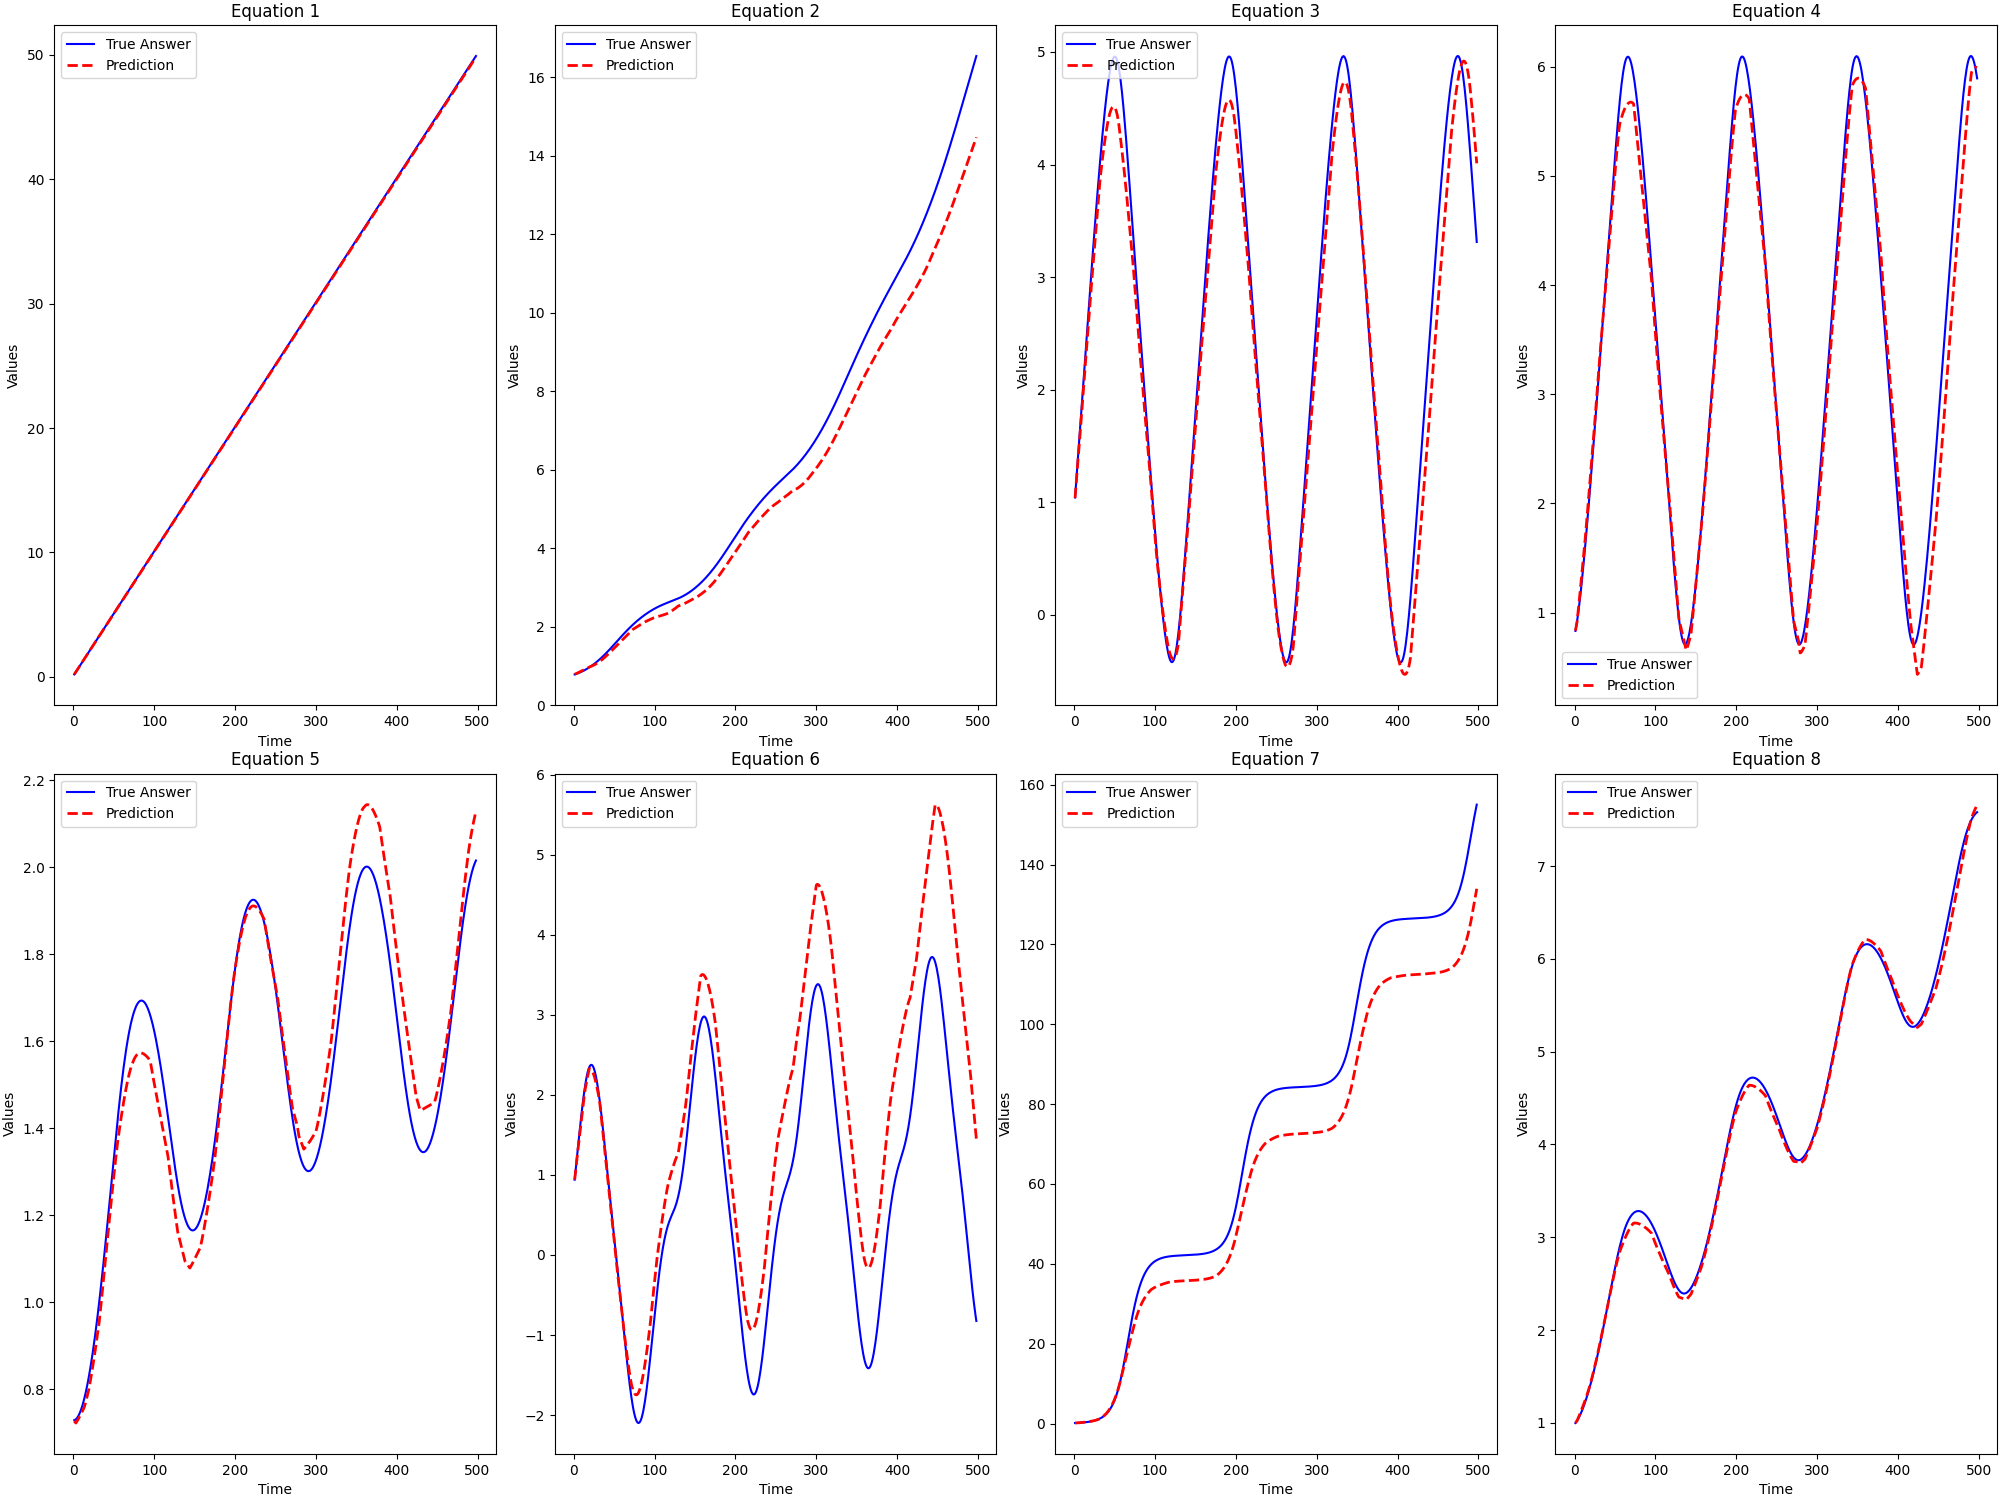 Equation 1
True Answer
Prediction
50
40
30
20
10
0
Values
0 100 200 300 400 500
Time
Equation 2
True Answer
Prediction
16
14
12
10
8
6
4
2
0
Values
0 100 200 300 400 500
Time
Equation 3
True Answer
Prediction
5
4
3
2
1
0
Values
0 100 200 300 400 500
Time
Equation 4
6
5
4
3
2
1
Values
True Answer
Prediction
0 100 200 300 400 500
Time
Equation 5
True Answer
Prediction
2.2
2.0
1.8
1.6
1.4
1.2
1.0
0.8
Values
0 100 200 300 400 500
Time
Equation 6
True Answer
Prediction
6
5
4
3
2
1
0
−1
−2
Values
0 100 200 300 400 500
Time
Equation 7
True Answer
Prediction
160
140
120
100
80
60
40
20
0
Values
0 100 200 300 400 500
Time
Equation 8
True Answer
Prediction
7
6
5
4
3
2
1
Values
0 100 200 300 400 500
Time